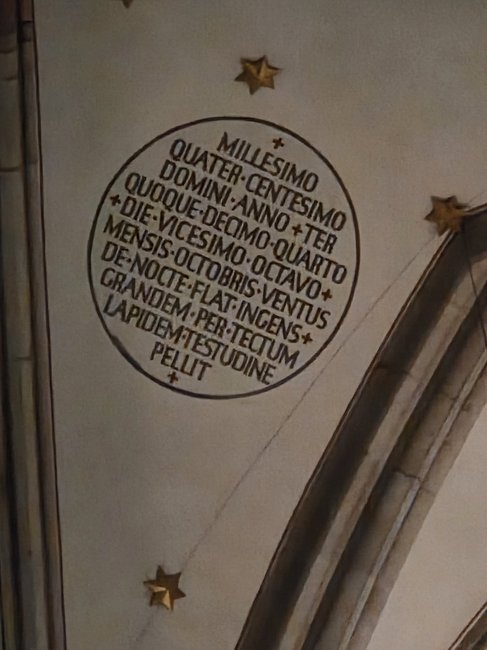 +
MILLESIMO
QUATER·CENTESIMO
DOMINI·ANNO+TER
QUOQUE·DECIMO·QUARTO
+DIE·VICESIMO·OCTAVO+
MENSIS·OCTOBRIS·VENTUS
DE·NOCTE·FLAT·INGENS+
GRANDEM·PER·TECTUM
LAPIDEM·TESTUDINE
PELLIT
+